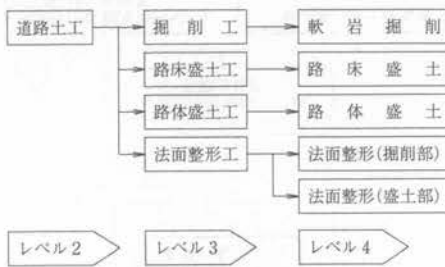 道路土工
掘削工
軟岩掘削
路床盛土工
路床盛土
路体盛土工
路体盛土
法面整形工
法面整形(掘削部)
法面整形(盛土部)
レベル2
レベル3
レベル4